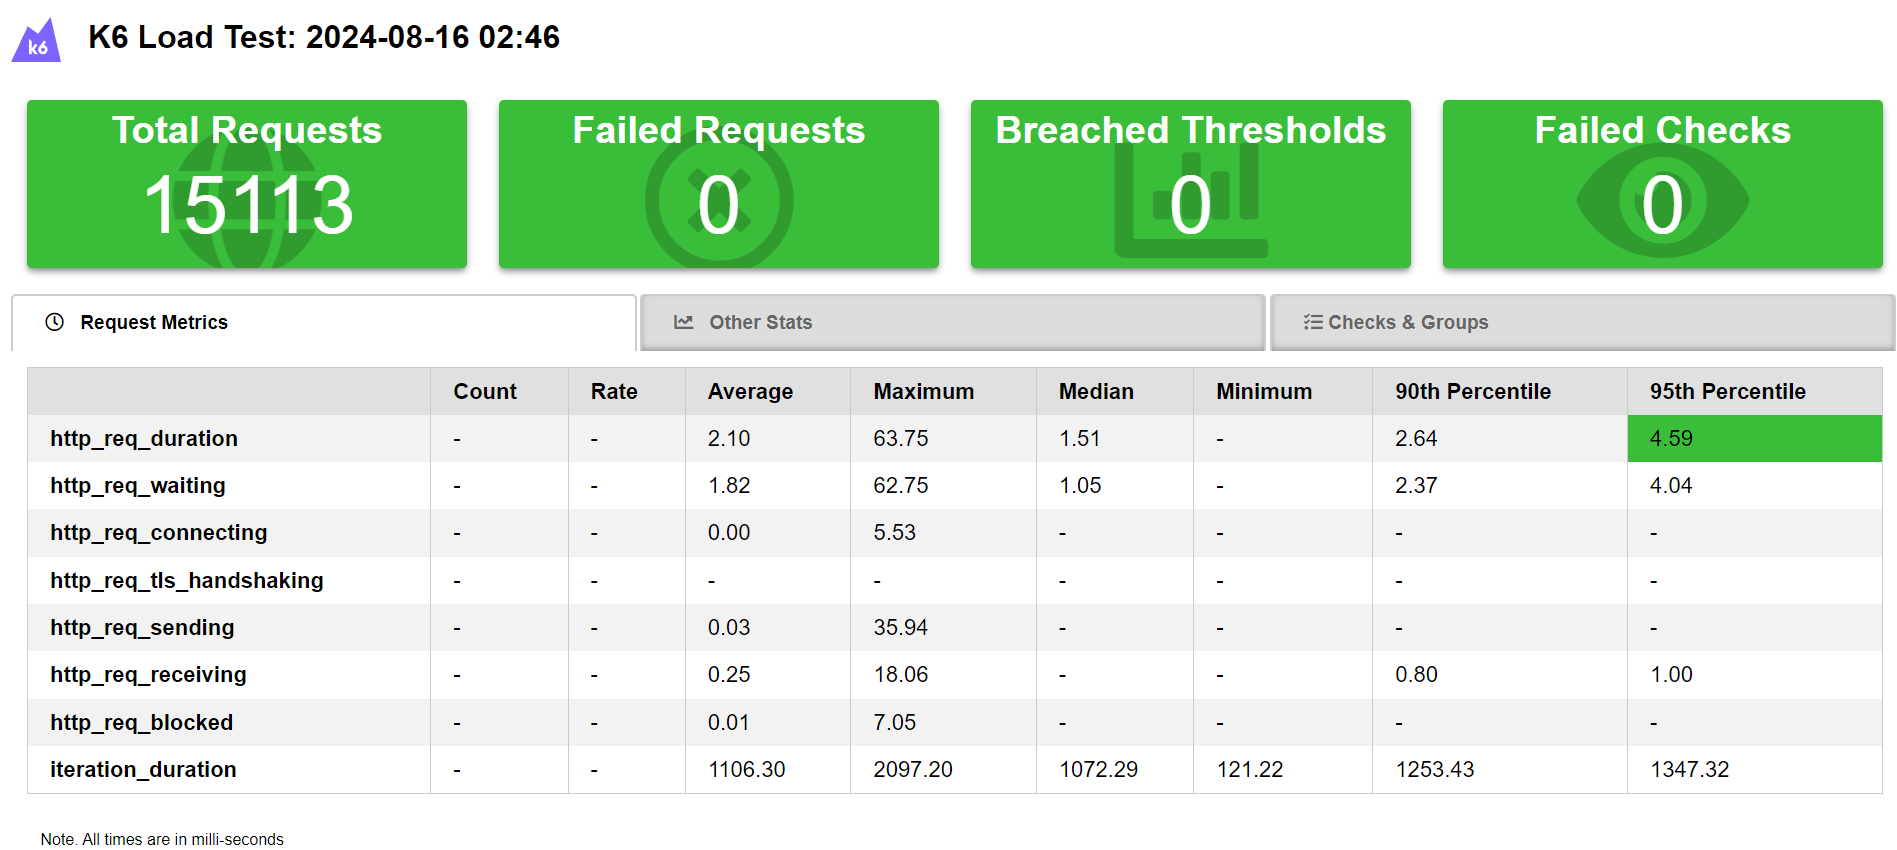 k6
K6 Load Test: 2024-08-16 02:46
Total Requests Failed Requests Breached Thresholds Failed Checks
15113 0 0 0
Request Metrics Other Stats Checks & Groups
Count Rate Average Maximum Median Minimum 90th Percentile 95th Percentile
http_req_duration - - 2.10 63.75 1.51 - 2.64 4.59
http_req_waiting - - 1.82 62.75 1.05 - 2.37 4.04
http_req_connecting - - 0.00 5.53 - - - -
http_req_tls_handshaking - - - - - - - -
http_req_sending - - 0.03 35.94 - - - -
http_req_receiving - - 0.25 18.06 - - 0.80 1.00
http_req_blocked - - 0.01 7.05 - - - -
iteration_duration - - 1106.30 2097.20 1072.29 121.22 1253.43 1347.32
Note. All times are in milli-seconds